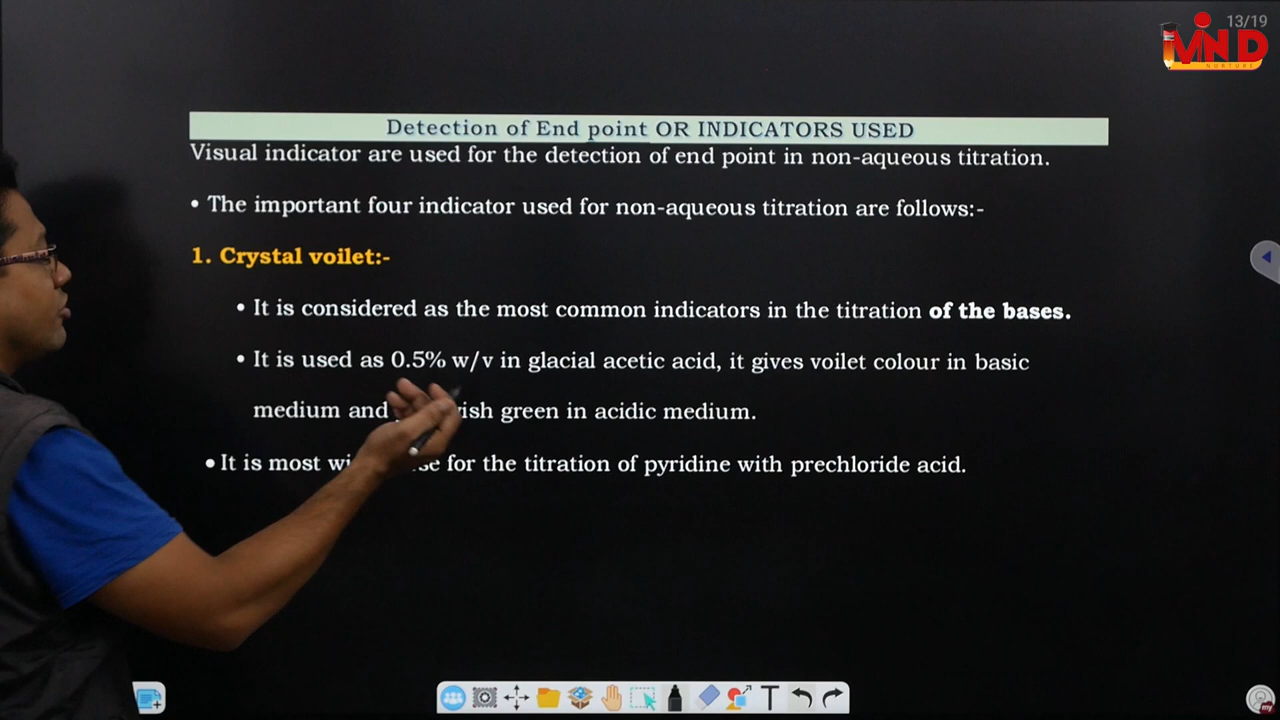 13/19
MIND
NURTURE
Detection of End point OR INDICATORS USED
Visual indicator are used for the detection of end point in non-aqueous titration.
• The important four indicator used for non-aqueous titration are follows:-
1. Crystal voilet:-
• It is considered as the most common indicators in the titration of the bases.
• It is used as 0.5% w/v in glacial acetic acid, it gives voilet colour in basic
medium and green in acidic medium.
• It is most for the titration of pyridine with prechloride acid.
T
my